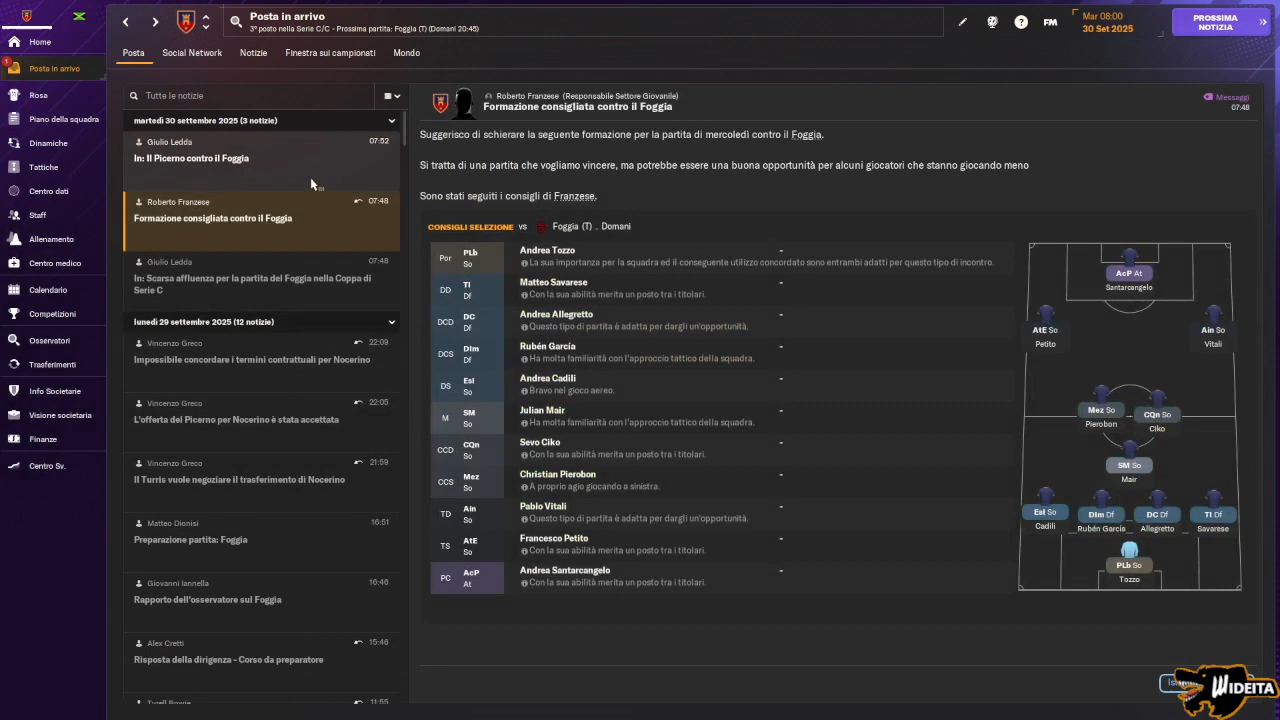 Posta in arrivo
3° posto nella Serie C/C - Prossima partita: Foggia (T) (Domani 20:45)
FM
Mar 08:00
30 Set 2025
PROSSIMA
NOTIZIA
Posta
Social Network
Notizie
Finestra sui campionati
Mondo
Home
1
Posta in arrivo
Rosa
Piano della squadra
Dinamiche
Tattiche
Centro dati
Staff
Allenamento
Centro medico
Calendario
Competizioni
Osservatori
Trasferimenti
Info Societarie
Visione societaria
Finanze
Centro Sv.
Tutte le notizie
martedì 30 settembre 2025 (3 notizie)
Giulio Ledda 07:52
In: Il Picerno contro il Foggia
Roberto Franzese 07:48
Formazione consigliata contro il Foggia
Giulio Ledda 07:48
In: Scarsa affluenza per la partita del Foggia nella Coppa di
Serie C
lunedì 29 settembre 2025 (12 notizie)
Vincenzo Greco 22:09
Impossibile concordare i termini contrattuali per Nocerino
Vincenzo Greco 22:05
L'offerta del Picerno per Nocerino è stata accettata
Vincenzo Greco 21:59
Il Turris vuole negoziare il trasferimento di Nocerino
Matteo Dionisi 16:51
Preparazione partita: Foggia
Giovanni Iannella 16:46
Rapporto dell'osservatore sul Foggia
Alex Cretti 15:46
Risposta della dirigenza - Corso da preparatore
11:55
Roberto Franzese (Responsabile Settore Giovanile)
Formazione consigliata contro il Foggia
Messaggi
07:48
Suggerisco di schierare la seguente formazione per la partita di mercoledì contro il Foggia.
Si tratta di una partita che vogliamo vincere, ma potrebbe essere una buona opportunità per alcuni giocatori che stanno giocando meno
Sono stati seguiti i consigli di Franzese.
CONSIGLI SELEZIONE vs Foggia (T) .. Domani
Por PLb So Andrea Tozzo -
La sua importanza per la squadra ed il conseguente utilizzo concordato sono entrambi adatti per questo tipo di incontro.
DD TI Df Matteo Savarese -
Con la sua abilità merita un posto tra i titolari.
DCD DC Df Andrea Allegretto -
Questo tipo di partita è adatta per dargli un'opportunità.
DCS DIm Df Rubén García -
Ha molta familiarità con l'approccio tattico della squadra.
DS EsI So Andrea Cadili -
Bravo nel gioco aereo.
M SM So Julian Mair -
Ha molta familiarità con l'approccio tattico della squadra.
CCD CQn So Sevo Ciko -
Con la sua abilità merita un posto tra i titolari.
CCS Mez So Christian Pierobon -
A proprio agio giocando a sinistra.
TD Ain So Pablo Vitali -
Questo tipo di partita è adatta per dargli un'opportunità.
TS AtE So Francesco Petito -
Con la sua abilità merita un posto tra i titolari.
PC AcP At Andrea Santarcangelo -
Con la sua abilità merita un posto tra i titolari.
AcP At
Santarcangelo
AtE So
Petito
Ain So
Vitali
Mez So
Pierobon
CQn So
Ciko
SM So
Mair
EsI So
Cadili
DIm Df
Rubén García
DC Df
Allegretto
TI Df
Savarese
PLb So
Tozzo
WIDEITA